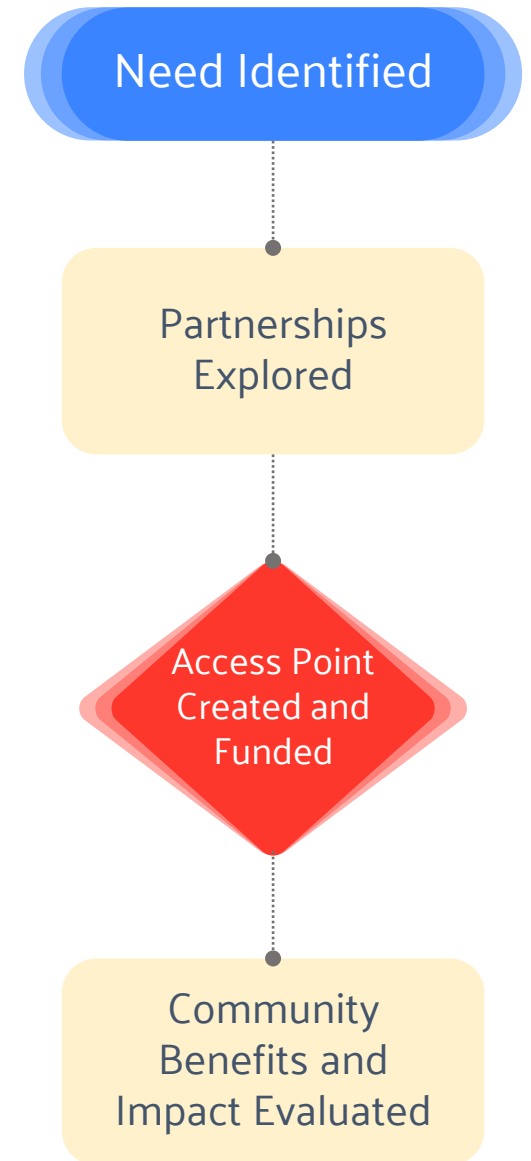 Need Identified
Partnerships
Explored
Access Point
Created and
Funded
Community
Benefits and
Impact Evaluated